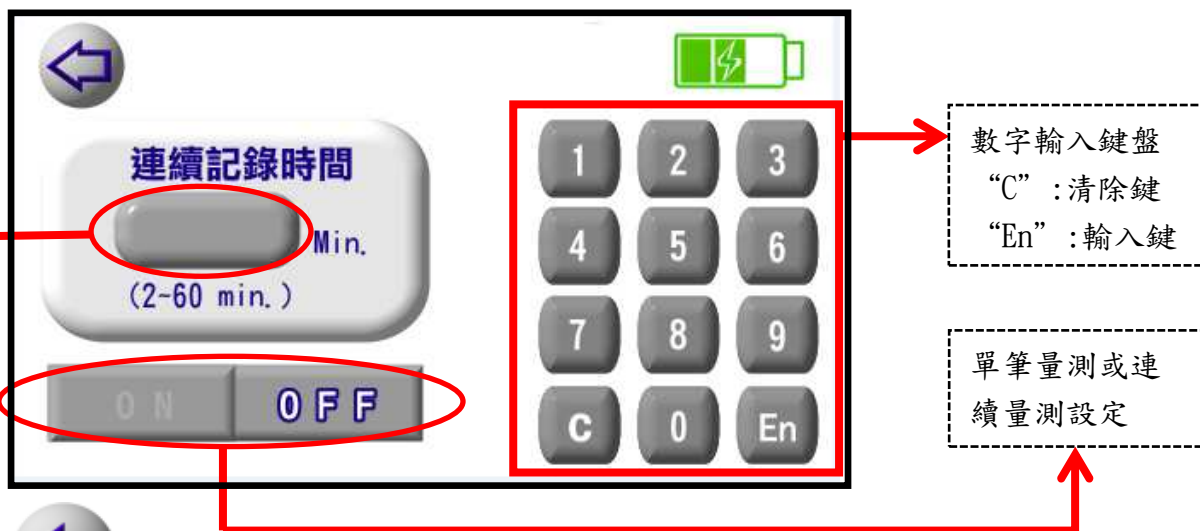 連續記錄時間
Min.
(2~60 min.)
ON OFF
1 2 3
4 5 6
7 8 9
C 0 En
數字輸入鍵盤
“C”:清除鍵
“En”:輸入鍵
單筆量測或連
續量測設定